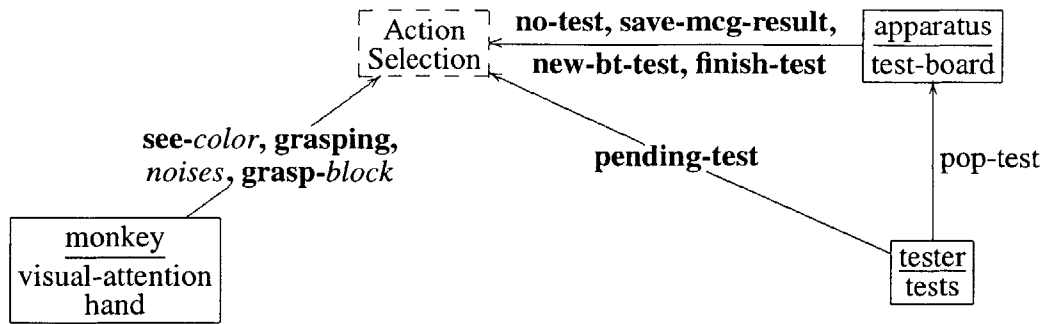 Action
Selection
no-test, save-mcg-result,
new-bt-test, finish-test
apparatus
test-board
see-color, grasping,
noises, grasp-block
pending-test
pop-test
monkey
visual-attention
hand
tester
tests